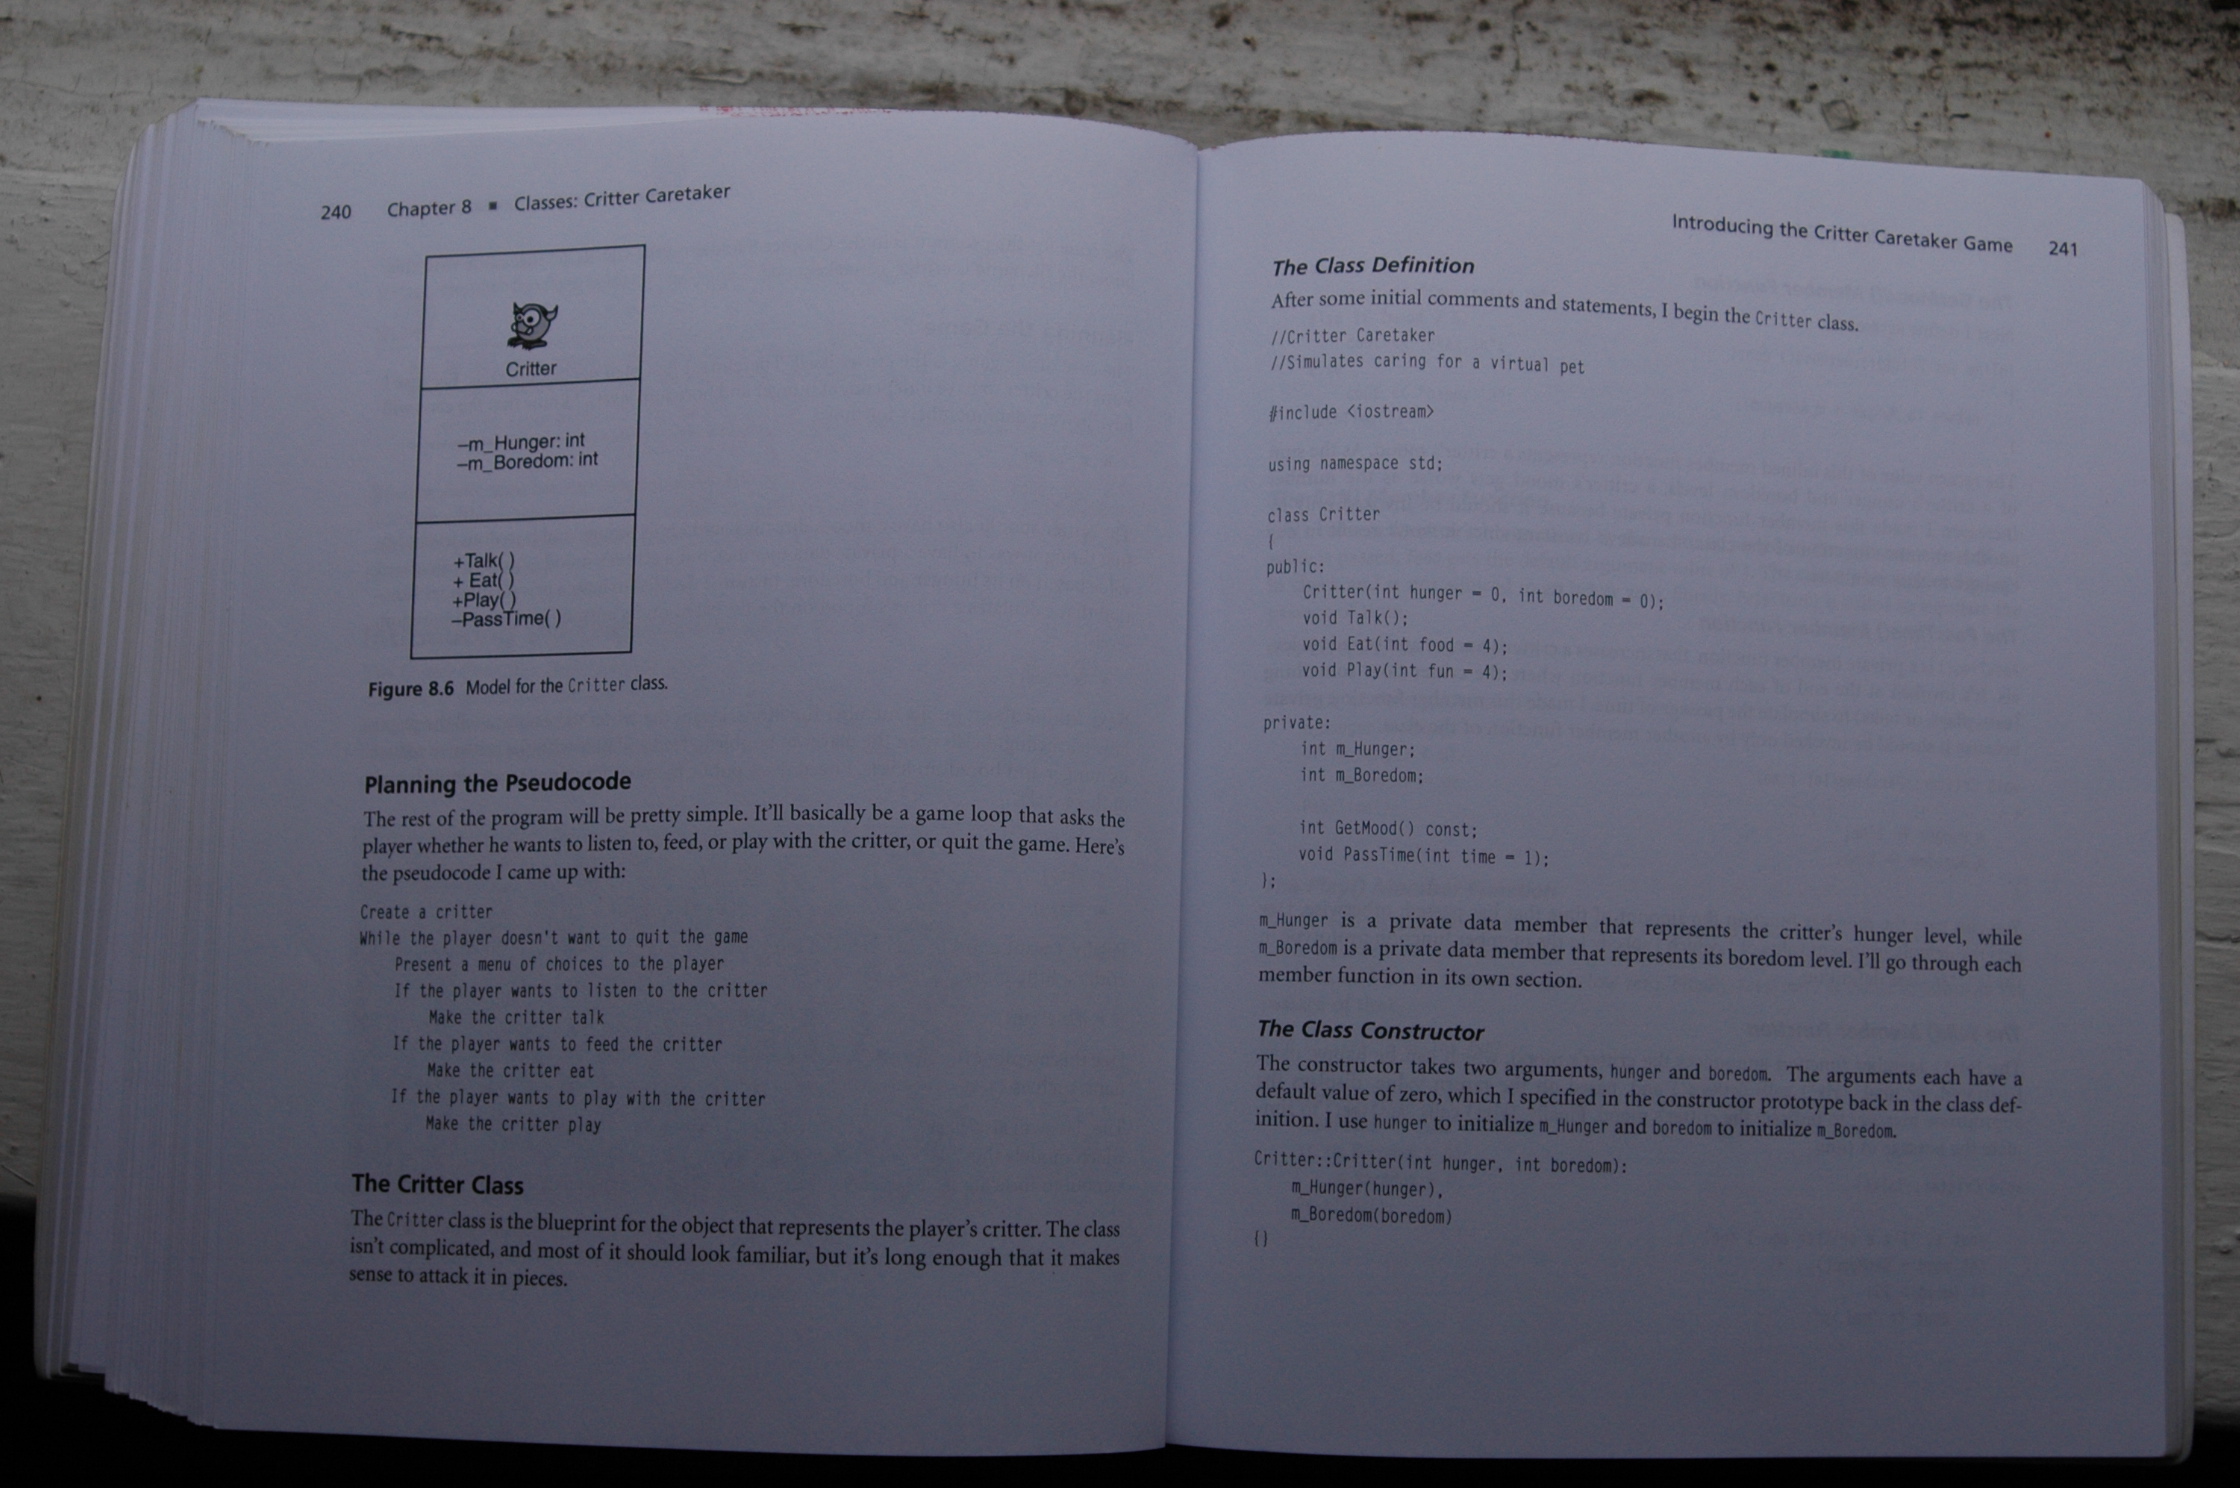 240 Chapter 8 ■ Classes: Critter Caretaker
Critter
–m_Hunger: int
–m_Boredom: int
+Talk( )
+ Eat( )
+Play( )
–PassTime( )
Figure 8.6 Model for the Critter class.
Planning the Pseudocode
The rest of the program will be pretty simple. It'll basically be a game loop that asks the
player whether he wants to listen to, feed, or play with the critter, or quit the game. Here's
the pseudocode I came up with:
Create a critter
While the player doesn't want to quit the game
    Present a menu of choices to the player
    If the player wants to listen to the critter
        Make the critter talk
    If the player wants to feed the critter
        Make the critter eat
    If the player wants to play with the critter
        Make the critter play
The Critter Class
The Critter class is the blueprint for the object that represents the player's critter. The class
isn't complicated, and most of it should look familiar, but it's long enough that it makes
sense to attack it in pieces.
Introducing the Critter Caretaker Game 241
The Class Definition
After some initial comments and statements, I begin the Critter class.
//Critter Caretaker
//Simulates caring for a virtual pet
#include <iostream>
using namespace std;
class Critter
{
public:
    Critter(int hunger = 0, int boredom = 0);
    void Talk();
    void Eat(int food = 4);
    void Play(int fun = 4);
private:
    int m_Hunger;
    int m_Boredom;
    int GetMood() const;
    void PassTime(int time = 1);
};
m_Hunger is a private data member that represents the critter's hunger level, while
m_Boredom is a private data member that represents its boredom level. I'll go through each
member function in its own section.
The Class Constructor
The constructor takes two arguments, hunger and boredom. The arguments each have a
default value of zero, which I specified in the constructor prototype back in the class def-
inition. I use hunger to initialize m_Hunger and boredom to initialize m_Boredom.
Critter::Critter(int hunger, int boredom):
    m_Hunger(hunger),
    m_Boredom(boredom)
{}